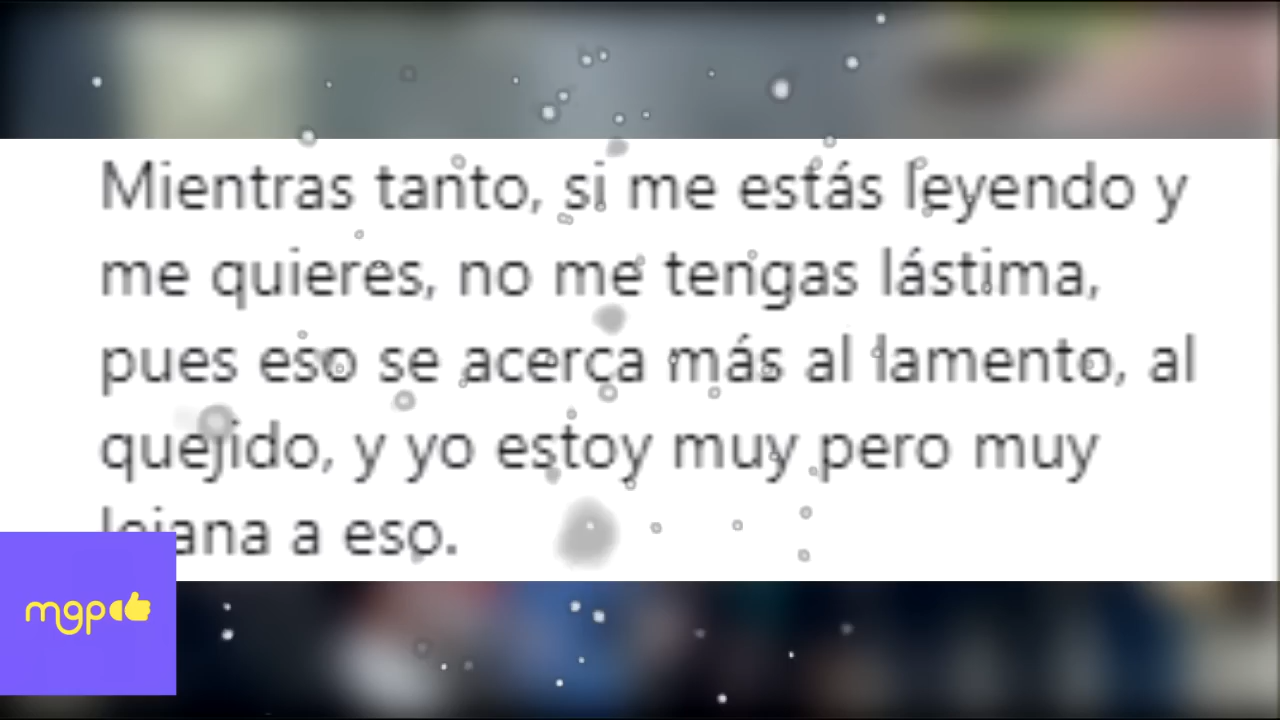 Mientras tanto, si me estás leyendo y
me quieres, no me tengas lástima,
pues eso se acerca más al lamento, al
quejido, y yo estoy muy pero muy
lejana a eso.
mgp